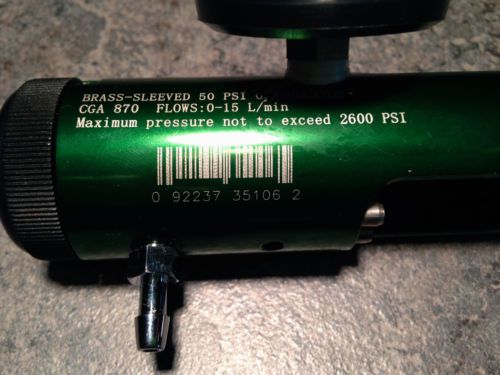 BRASS-SLEEVED 50 PSI
CGA 870 FLOWS:0-15 L/min
Maximum pressure not to exceed 2600 PSI
0 92237 35106 2